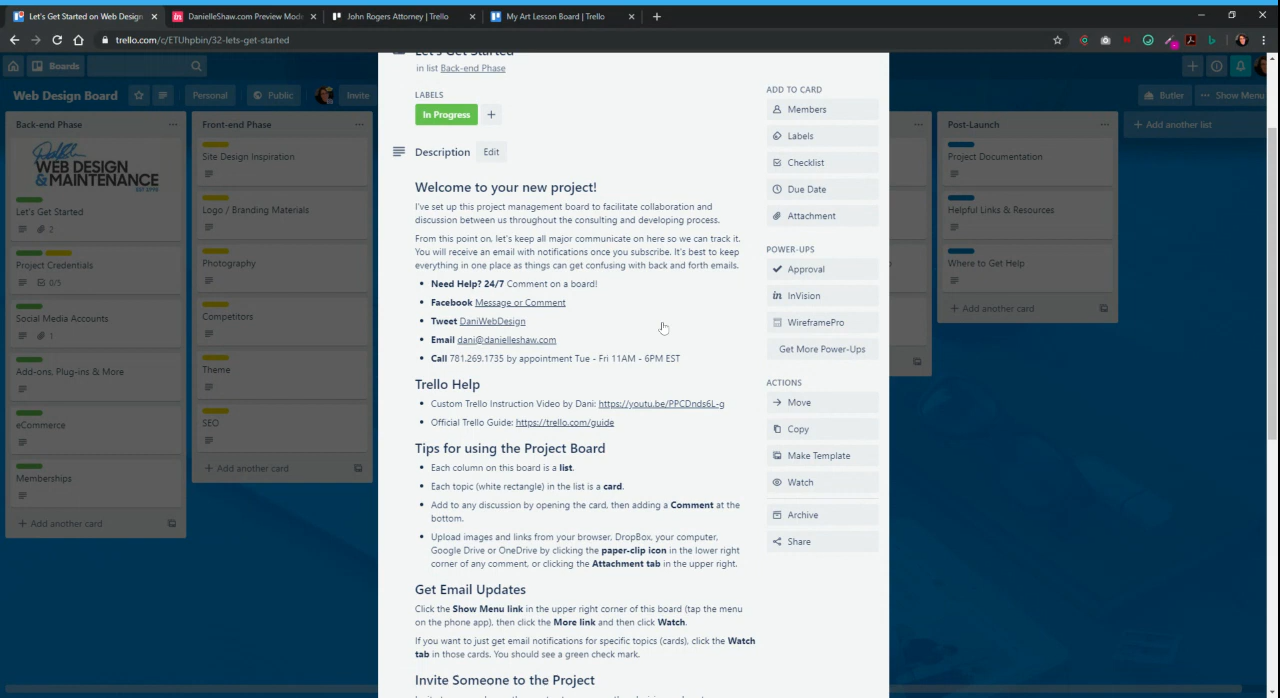 Let's Get Started on Web Design
DanielleShaw.com Preview Mode
John Rogers Attorney | Trello
My Art Lesson Board | Trello
trello.com/c/ETUhpbin/32-lets-get-started
Boards
Web Design Board
Personal
Public
Invite
Butler
Show Menu
Back-end Phase
WEB DESIGN
&MAINTENANCE
Let's Get Started
2
Project Credentials
0/5
Social Media Accounts
1
Add-ons, Plug-ins & More
eCommerce
Memberships
+ Add another card
Front-end Phase
Site Design Inspiration
Logo / Branding Materials
Photography
Competitors
Theme
SEO
+ Add another card
Let's Get Started
in list Back-end Phase
LABELS
In Progress
+
Description
Edit
Welcome to your new project!
I've set up this project management board to facilitate collaboration and
discussion between us throughout the consulting and developing process.
From this point on, let's keep all major communicate on here so we can track it.
You will receive an email with notifications once you subscribe. It's best to keep
everything in one place as things can get confusing with back and forth emails.
• Need Help? 24/7 Comment on a board!
• Facebook Message or Comment
• Tweet DaniWebDesign
• Email dani@danielleshaw.com
• Call 781.269.1735 by appointment Tue - Fri 11AM - 6PM EST
Trello Help
• Custom Trello Instruction Video by Dani: https://youtu.be/PPCDnds6L-g
• Official Trello Guide: https://trello.com/guide
Tips for using the Project Board
• Each column on this board is a list.
• Each topic (white rectangle) in the list is a card.
• Add to any discussion by opening the card, then adding a Comment at the
bottom.
• Upload images and links from your browser, DropBox, your computer,
Google Drive or OneDrive by clicking the paper-clip icon in the lower right
corner of any comment, or clicking the Attachment tab in the upper right.
Get Email Updates
Click the Show Menu link in the upper right corner of this board (tap the menu
on the phone app), then click the More link and then click Watch.
If you want to just get email notifications for specific topics (cards), click the Watch
tab in those cards. You should see a green check mark.
Invite Someone to the Project
ADD TO CARD
Members
Labels
Checklist
Due Date
Attachment
POWER-UPS
Approval
in InVision
WireframePro
Get More Power-Ups
ACTIONS
Move
Copy
Make Template
Watch
Archive
Share
Post-Launch
Project Documentation
Helpful Links & Resources
Where to Get Help
+ Add another card
+ Add another list